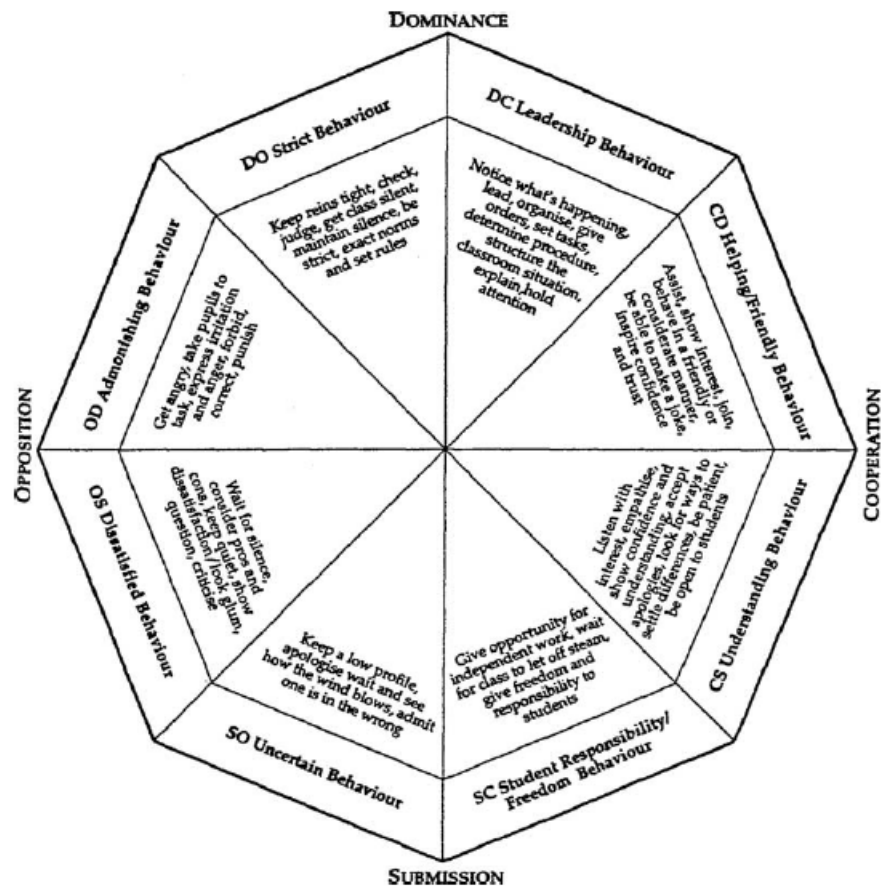 DOMINANCE
DC Leadership Behaviour
Notice what's happening/
lead, organise, give
orders, set tasks,
determine procedure,
structure the
classroom situation,
explain,hold
attention
CD Helping/Friendly Behaviour
Assist, show interest, join,
behave in a friendly or
considerate manner,
be able to make a joke,
inspire confidence
and trust
COOPERATION
CS Understanding Behaviour
Listen with
interest, empathise,
show confidence and
understanding, accept
apologies, look for ways to
settle differences, be patient,
be open to students
SC Student Responsibility/
Freedom Behaviour
Give opportunity for
independent work, wait
for class to let off steam,
give freedom and
responsibility to
students
SUBMISSION
SO Uncertain Behaviour
Keep a low profile,
apologise wait and see
how the wind blows, admit
one is in the wrong
OS Dissatisfied Behaviour
Wait for silence,
consider pros and
cons, keep quiet, show
dissatisfaction/look glum,
question, criticise
OPPOSITION
OD Admonishing Behaviour
Get angry, take pupils to
task, express irritation
and anger, forbid,
correct, punish
DO Strict Behaviour
Keep reins tight, check,
judge, get class silent,
maintain silence, be
strict, exact norms
and set rules